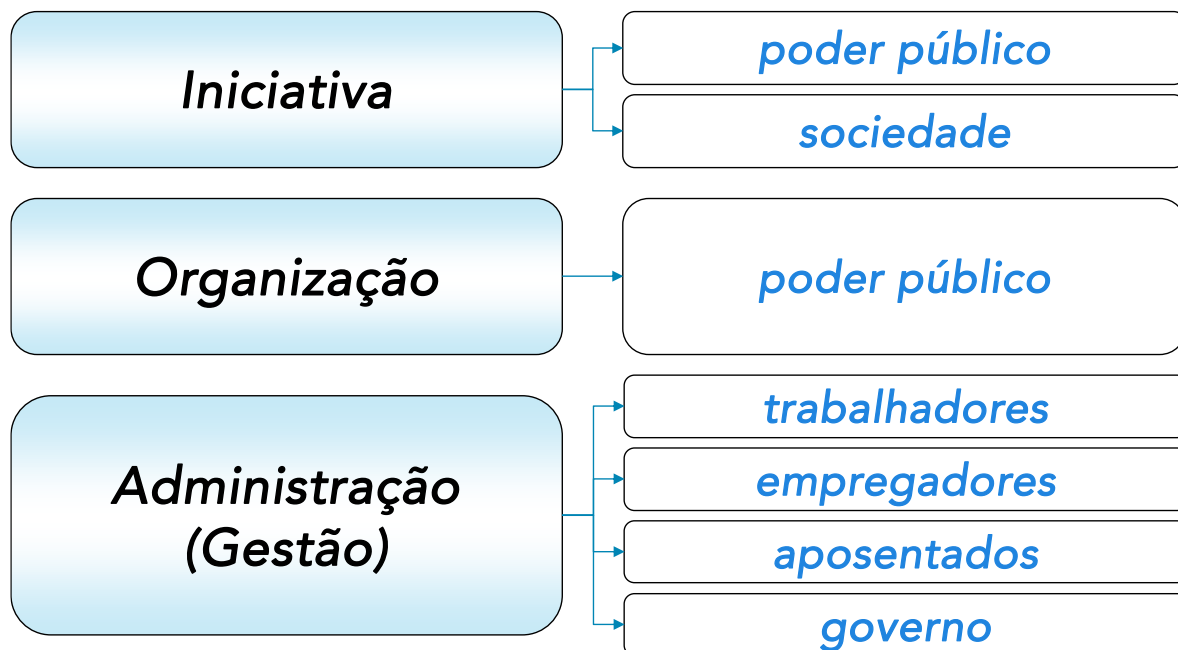 Iniciativa
poder público
sociedade
Organização
poder público
Administração
(Gestão)
trabalhadores
empregadores
aposentados
governo